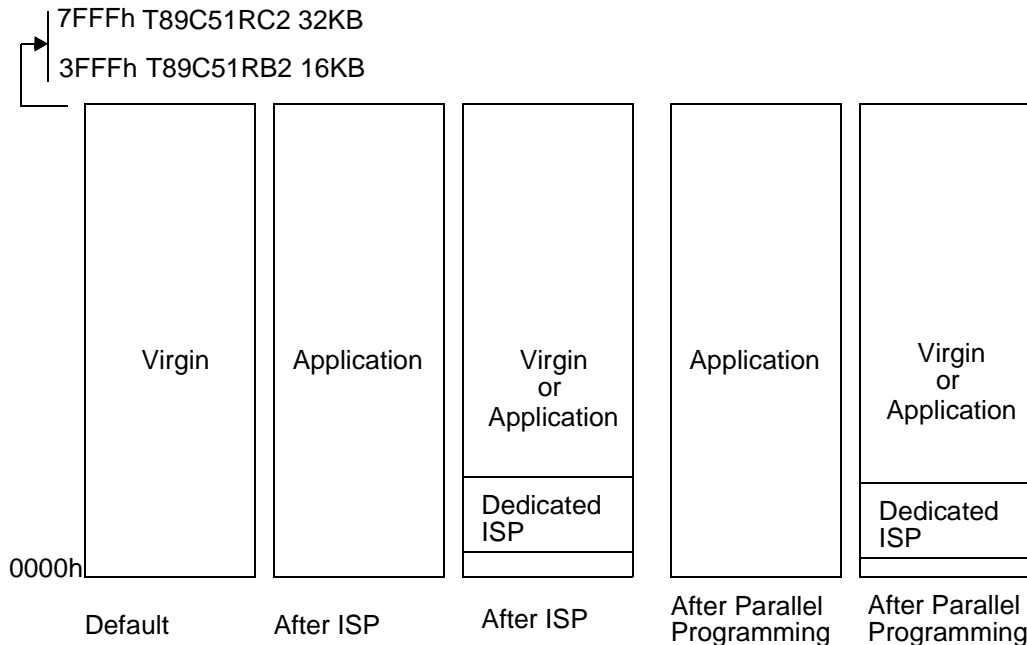 7FFFh T89C51RC2 32KB
3FFFh T89C51RB2 16KB
Virgin
Application
Virgin
or
Application
Dedicated
ISP
Application
Virgin
or
Application
Dedicated
ISP
0000h
Default
After ISP
After ISP
After Parallel
Programming
After Parallel
Programming